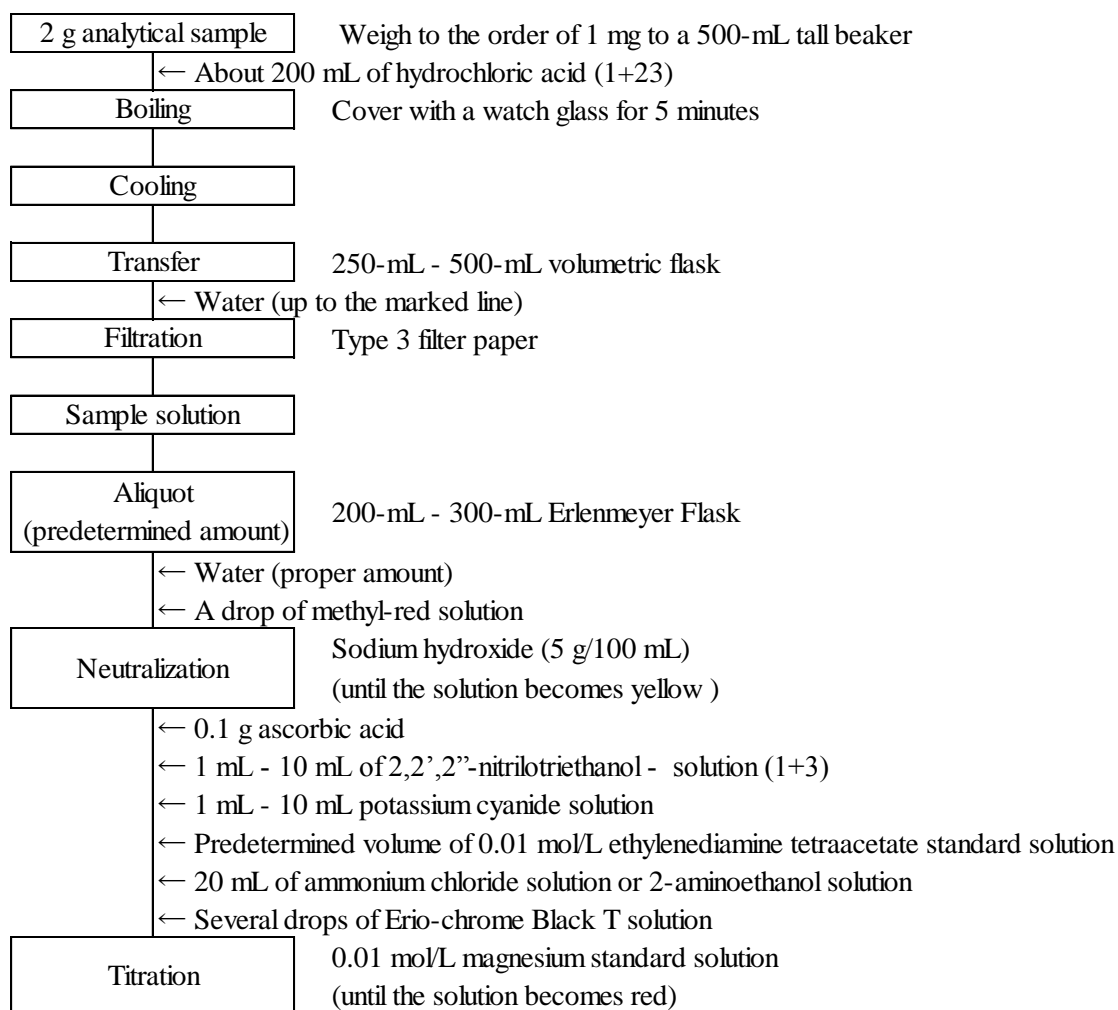 2 g analytical sample Weigh to the order of 1 mg to a 500-mL tall beaker
← About 200 mL of hydrochloric acid (1+23)
Boiling Cover with a watch glass for 5 minutes
Cooling
Transfer 250-mL - 500-mL volumetric flask
← Water (up to the marked line)
Filtration Type 3 filter paper
Sample solution
Aliquot
(predetermined amount) 200-mL - 300-mL Erlenmeyer Flask
← Water (proper amount)
← A drop of methyl-red solution
Neutralization Sodium hydroxide (5 g/100 mL)
(until the solution becomes yellow )
← 0.1 g ascorbic acid
← 1 mL - 10 mL of 2,2’,2”-nitrilotriethanol - solution (1+3)
← 1 mL - 10 mL potassium cyanide solution
← Predetermined volume of 0.01 mol/L ethylenediamine tetraacetate standard solution
← 20 mL of ammonium chloride solution or 2-aminoethanol solution
← Several drops of Erio-chrome Black T solution
Titration 0.01 mol/L magnesium standard solution
(until the solution becomes red)